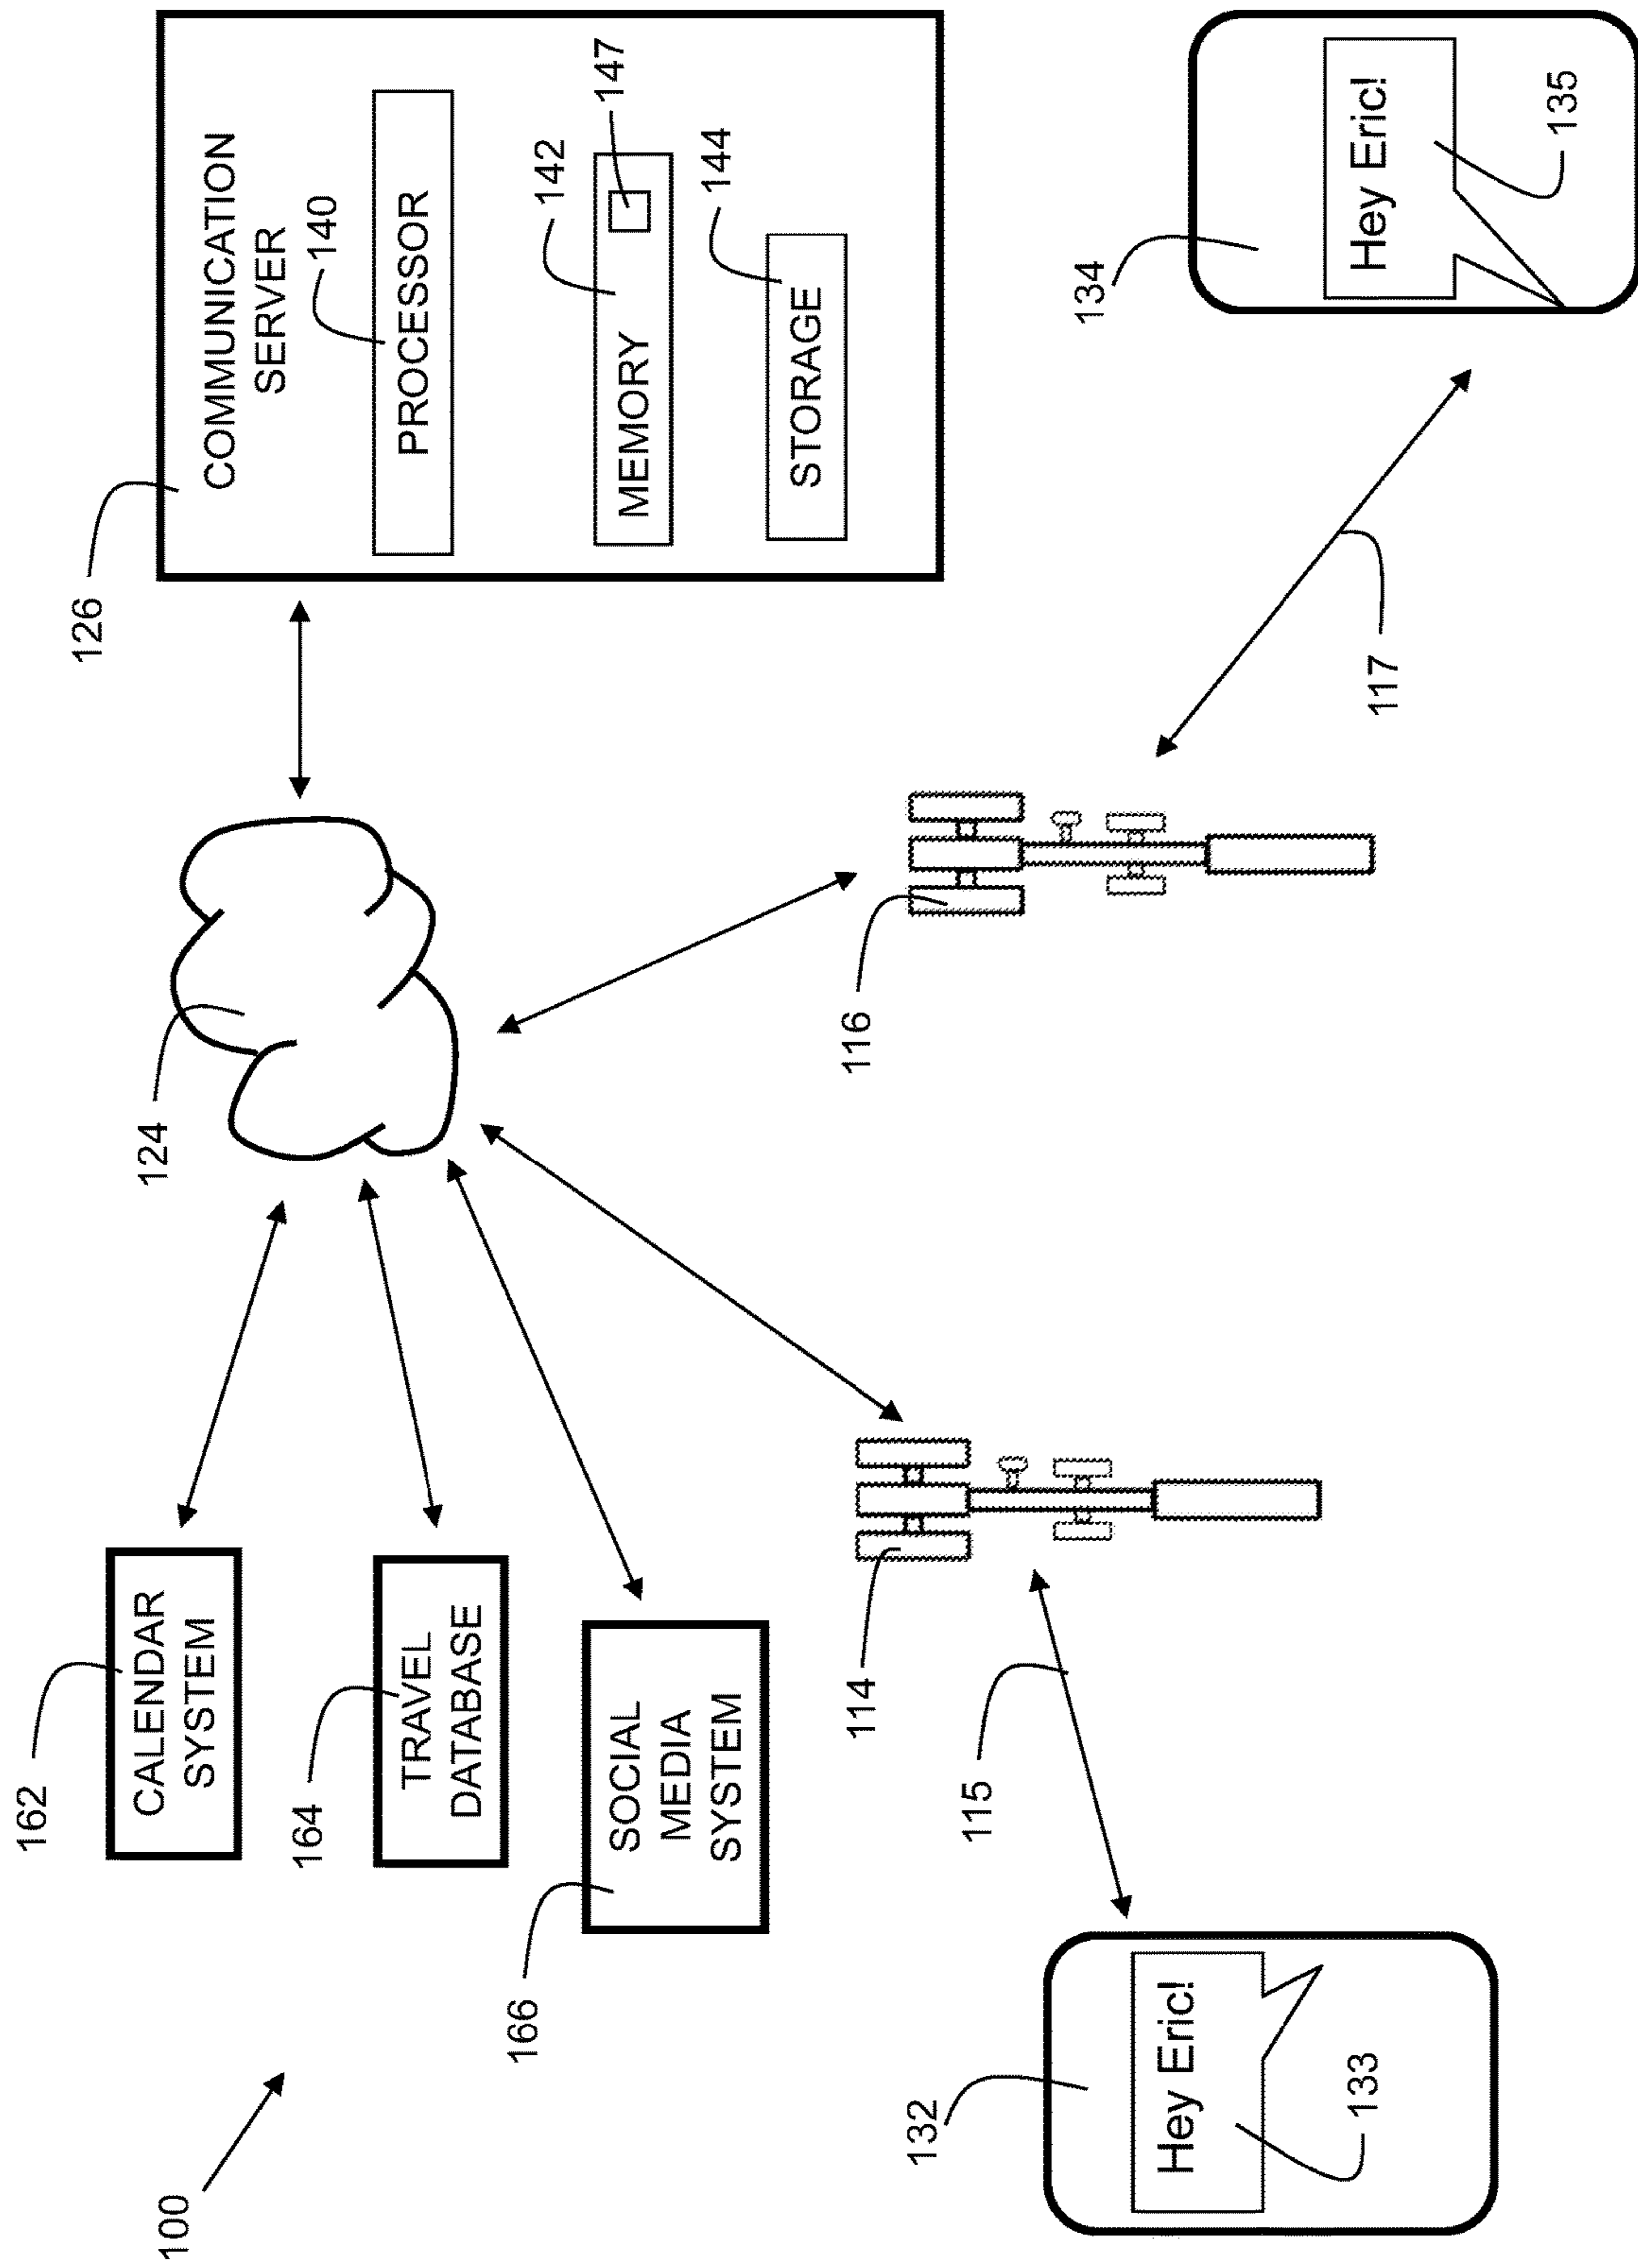 100
162
CALENDAR
SYSTEM
164
TRAVEL
DATABASE
166
SOCIAL
MEDIA
SYSTEM
124
126
COMMUNICATION
SERVER
140
PROCESSOR
142
147
MEMORY
144
STORAGE
114
116
115
117
132
Hey Eric!
133
134
Hey Eric!
135